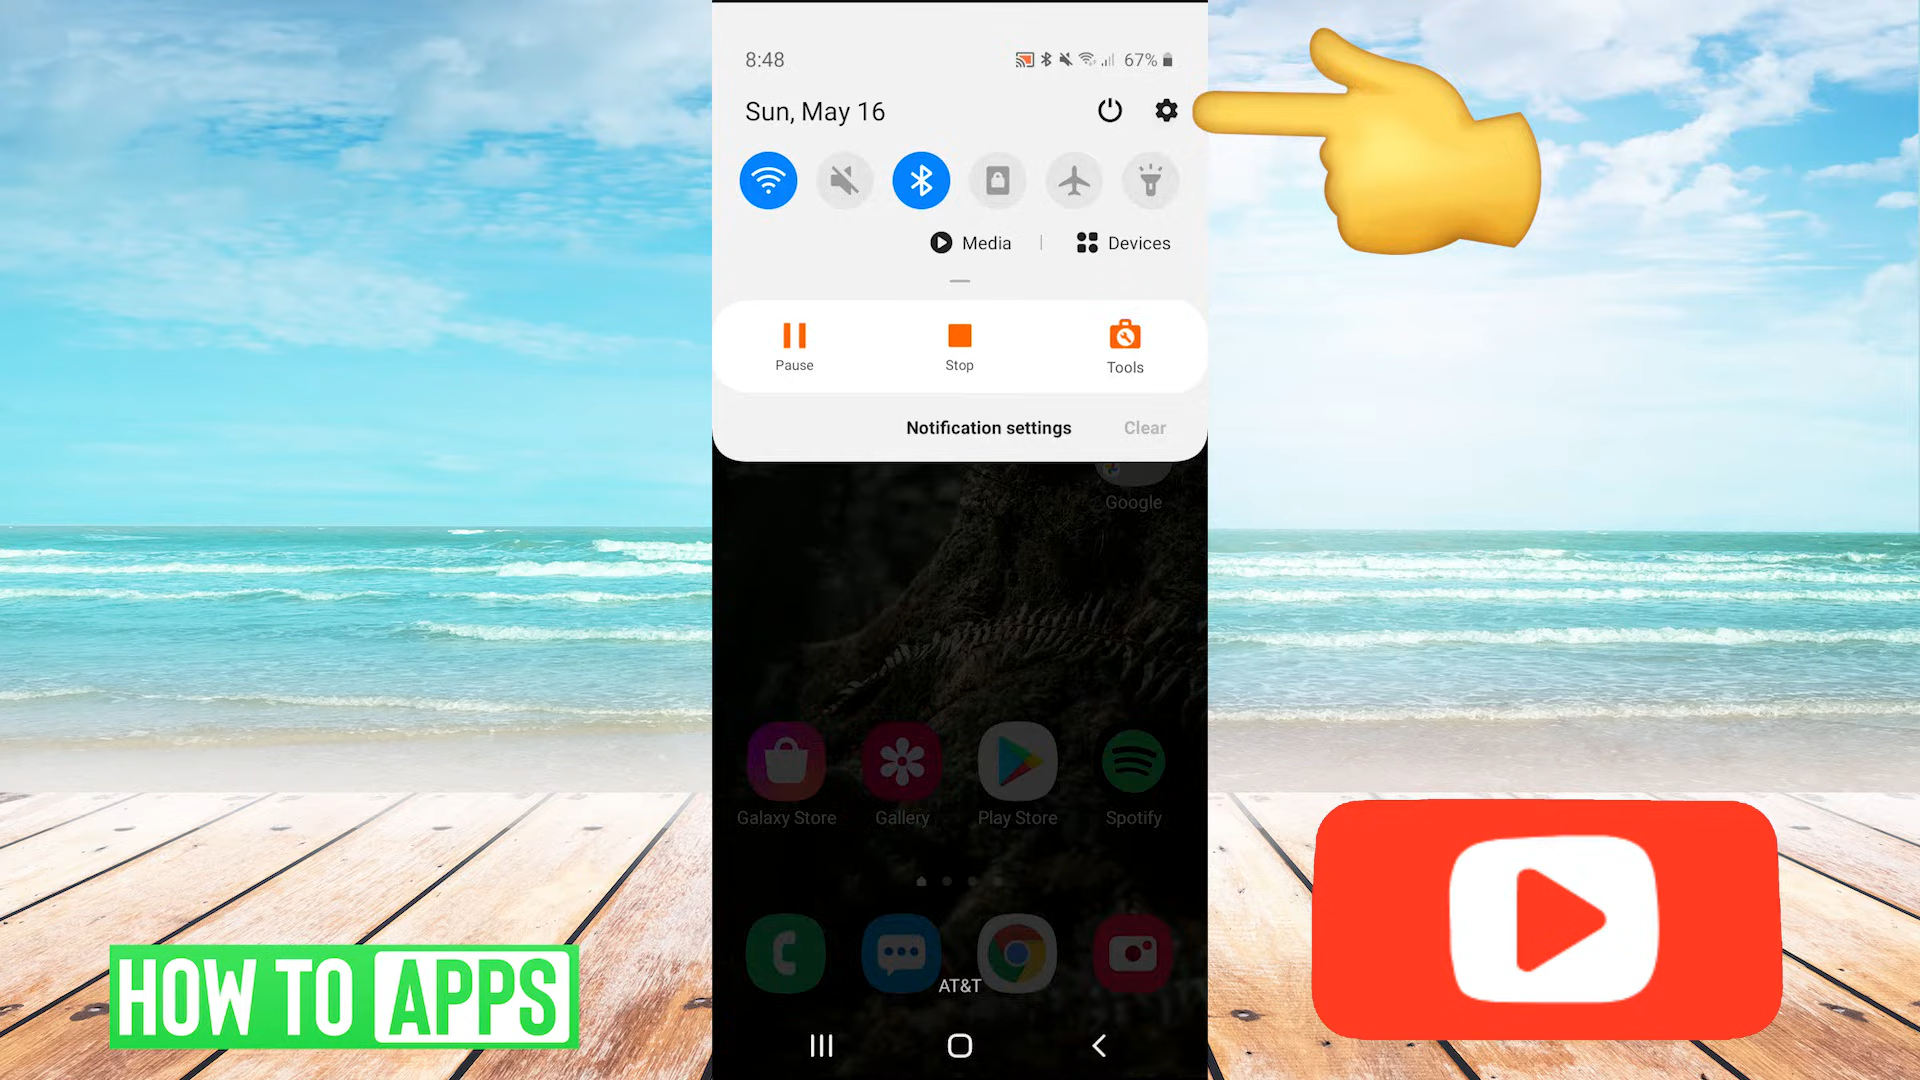 8:48
67%
Sun, May 16
Media
Devices
Pause
Stop
Tools
Notification settings
Clear
Google
Galaxy Store
Gallery
Play Store
Spotify
AT&T
HOW TO APPS